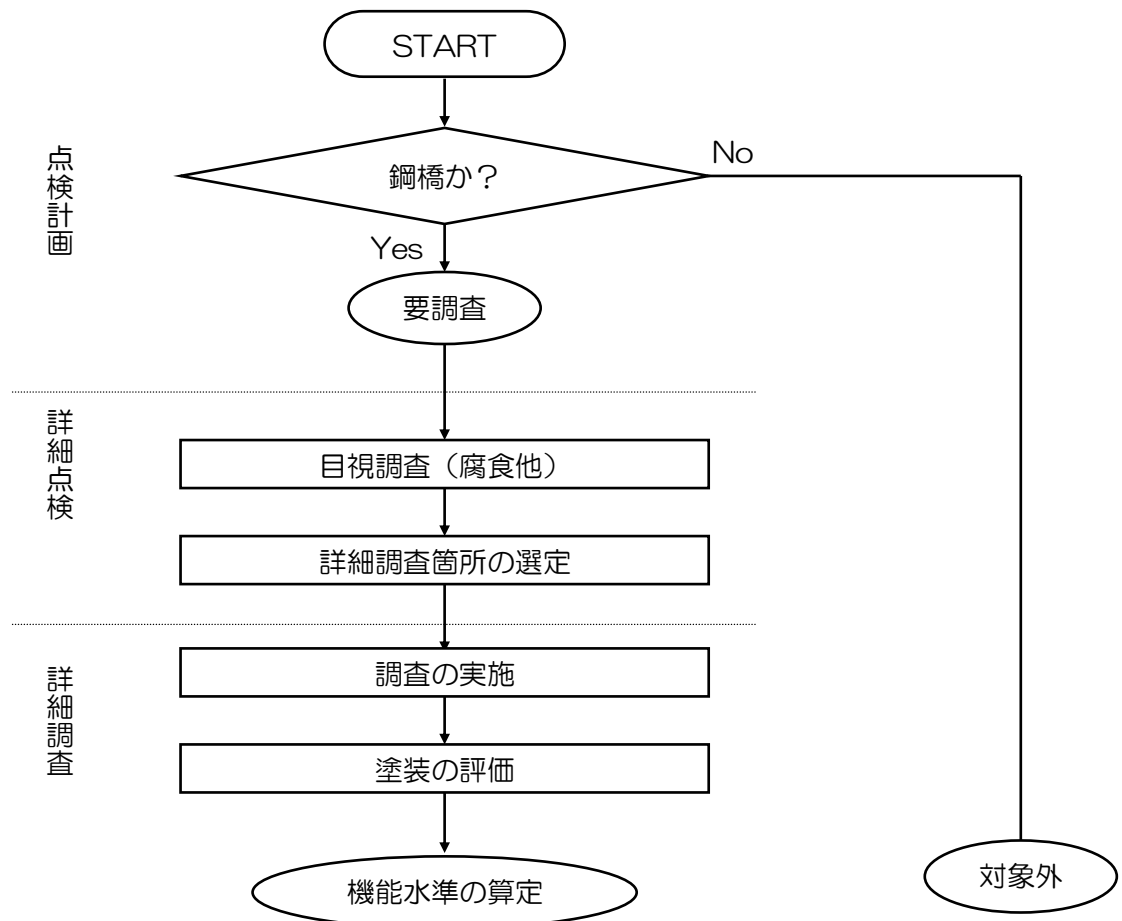 START
点検計画
鋼橋か？
No
Yes
要調査
詳細点検
目視調査（腐食他）
詳細調査箇所の選定
詳細調査
調査の実施
塗装の評価
機能水準の算定
対象外